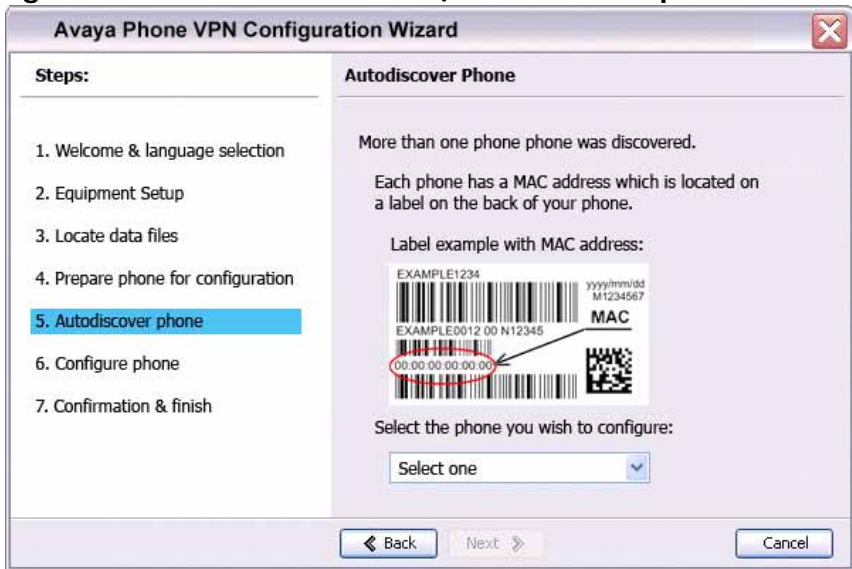 Avaya Phone VPN Configuration Wizard
Steps:
1. Welcome & language selection
2. Equipment Setup
3. Locate data files
4. Prepare phone for configuration
5. Autodiscover phone
6. Configure phone
7. Confirmation & finish
Autodiscover Phone
More than one phone phone was discovered.
Each phone has a MAC address which is located on
a label on the back of your phone.
Label example with MAC address:
EXAMPLE1234
yyyy/mm/dd
M1234567
MAC
EXAMPLE0012 00 N12345
00:00:00:00:00:00
Select the phone you wish to configure:
Select one
Back
Next
Cancel